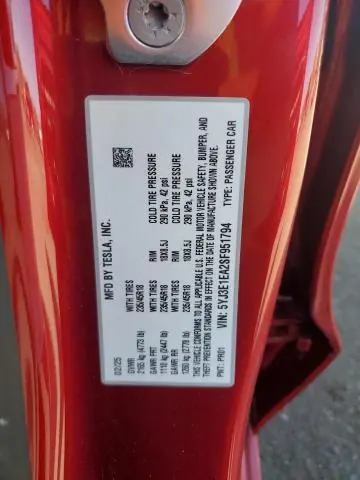 MFD BY TESLA, INC.
02/25
GVWR WITH TIRES RIM COLD TIRE PRESSURE
2165 kg (4773 lb) 235/45R18 18X8.5J 290 kPa, 42 psi
GAWR FRT WITH TIRES RIM COLD TIRE PRESSURE
1110 kg (2447 lb) 235/45R18 18X8.5J 290 kPa, 42 psi
GAWR RR
1260 kg (2778 lb)
THIS VEHICLE CONFORMS TO ALL APPLICABLE U.S. FEDERAL MOTOR VEHICLE SAFETY, BUMPER, AND
THEFT PREVENTION STANDARDS IN EFFECT ON THE DATE OF MANUFACTURE SHOWN ABOVE.
VIN: 5YJ3E1EA2SF951794 TYPE: PASSENGER CAR
PNT: PR01